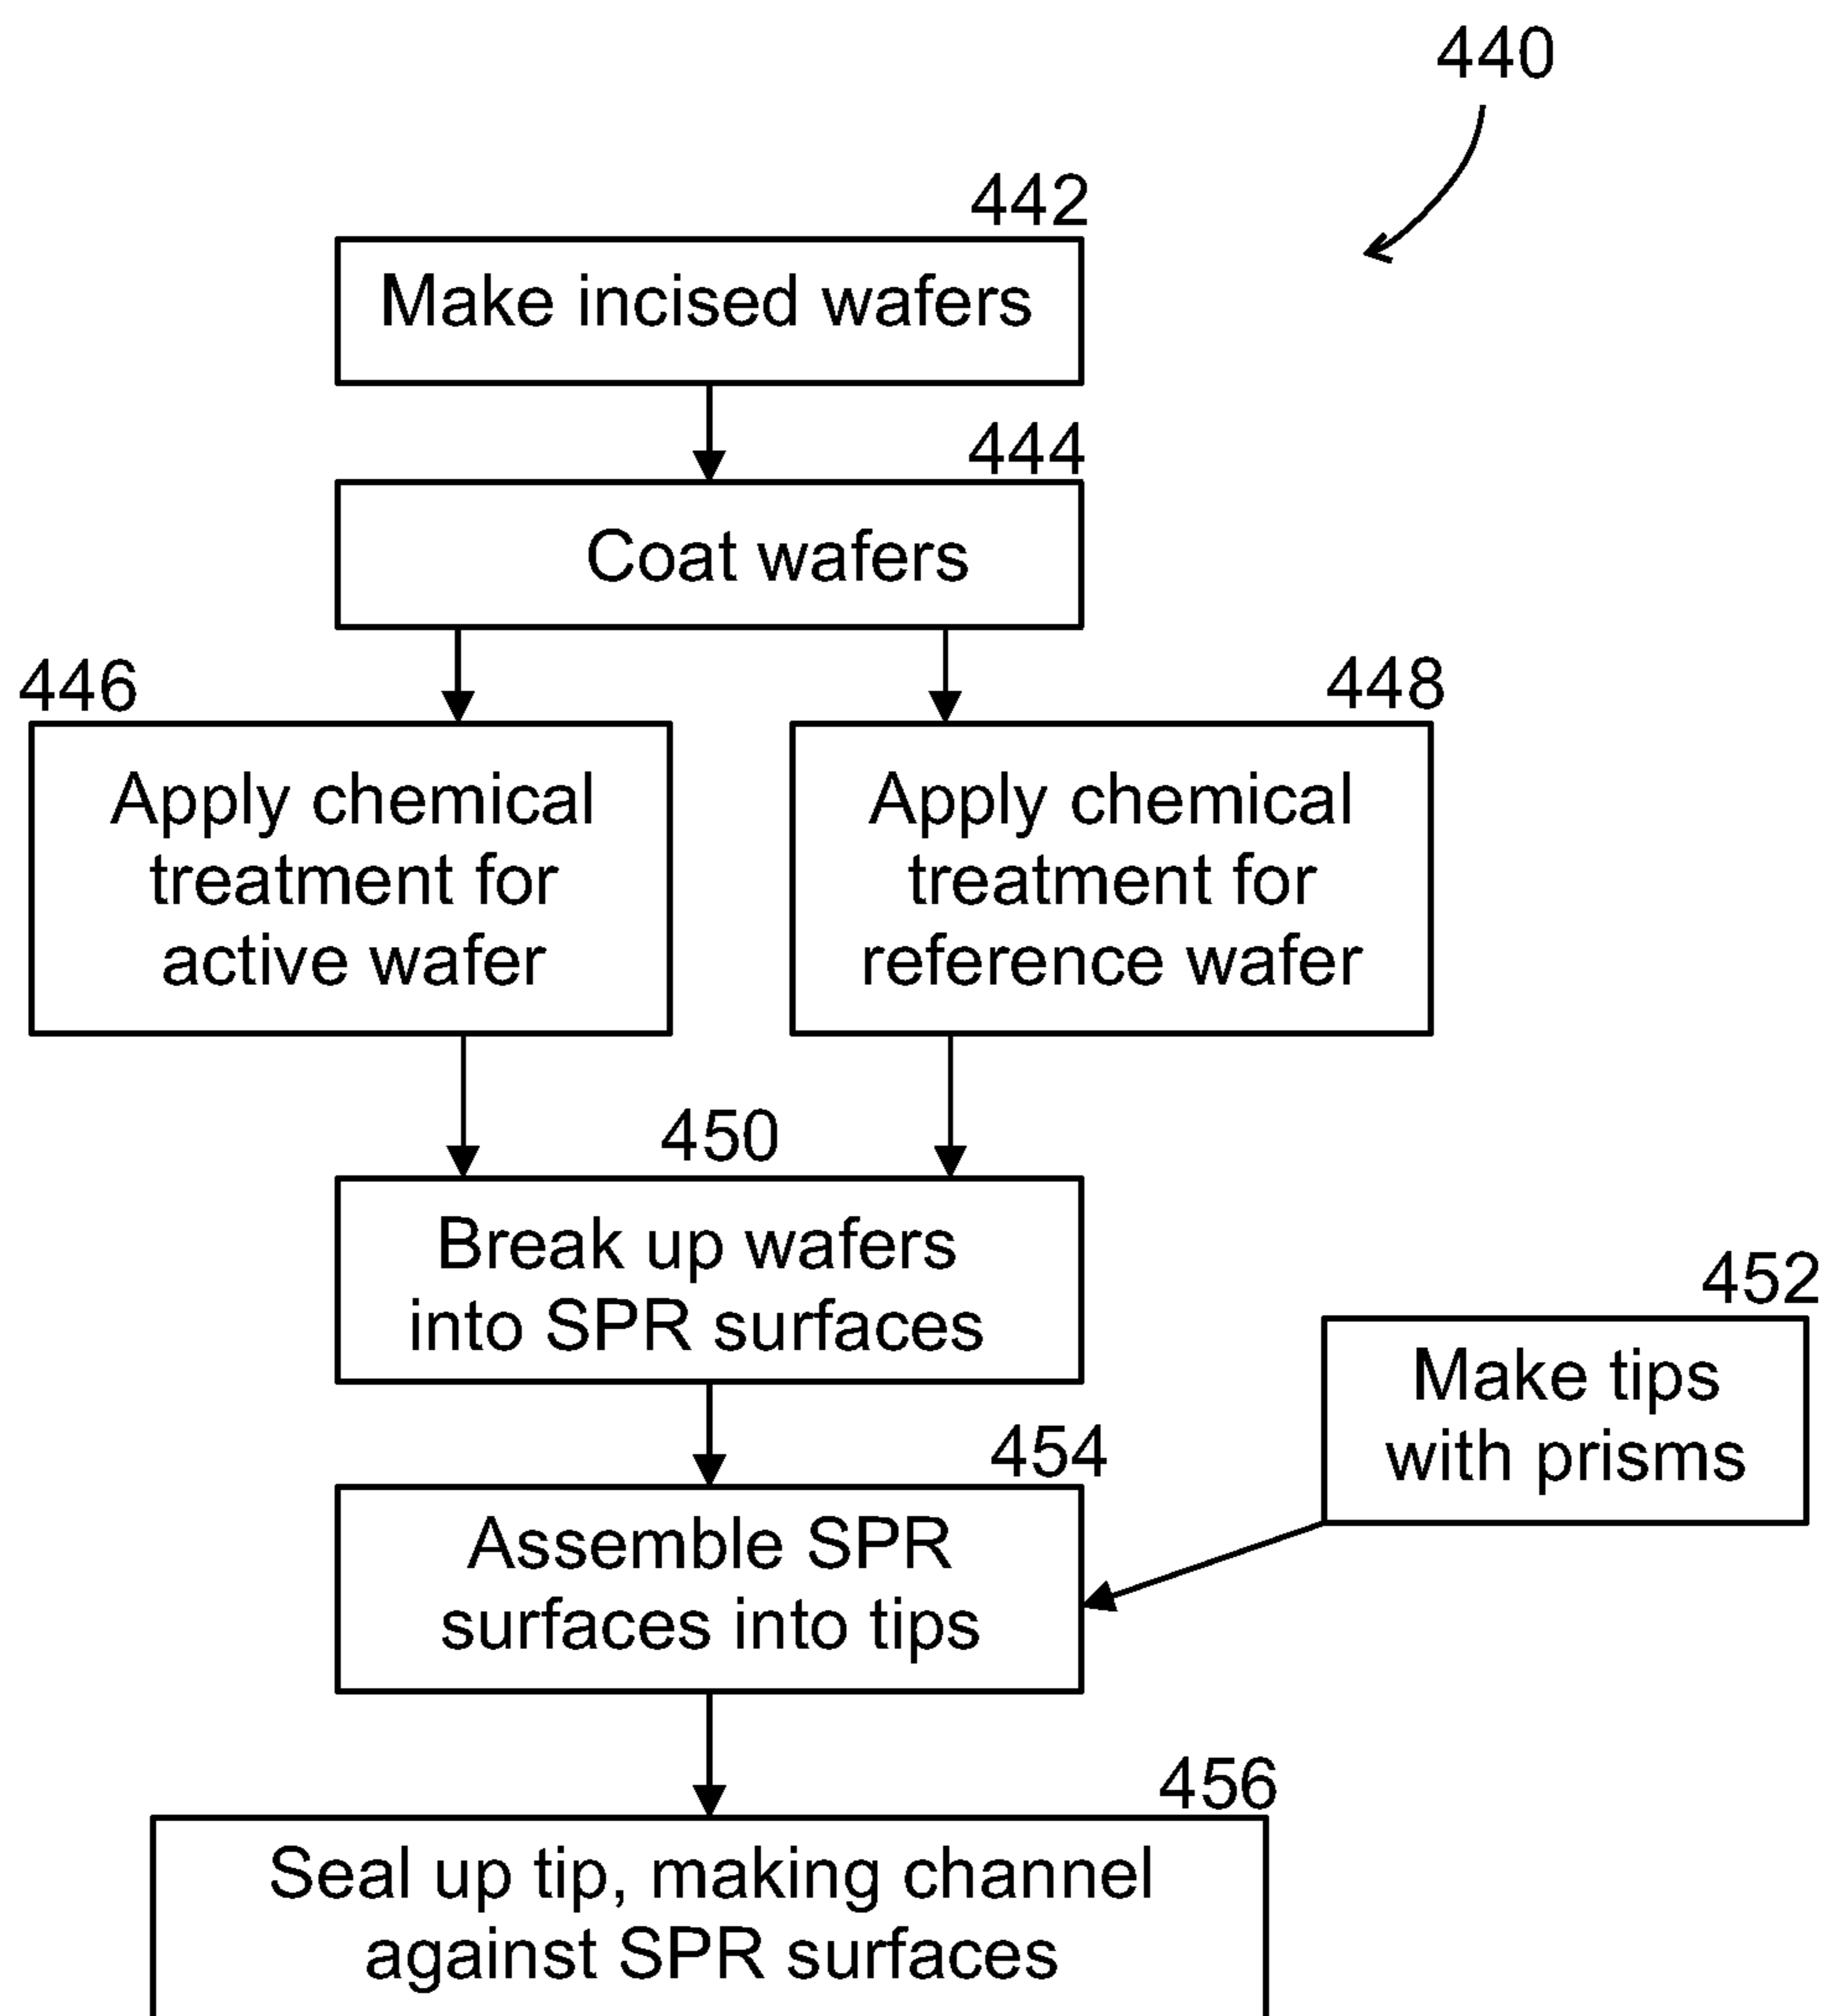 440
442
Make incised wafers
444
Coat wafers
446
Apply chemical
treatment for
active wafer
448
Apply chemical
treatment for
reference wafer
450
Break up wafers
into SPR surfaces
452
Make tips
with prisms
454
Assemble SPR
surfaces into tips
456
Seal up tip, making channel
against SPR surfaces